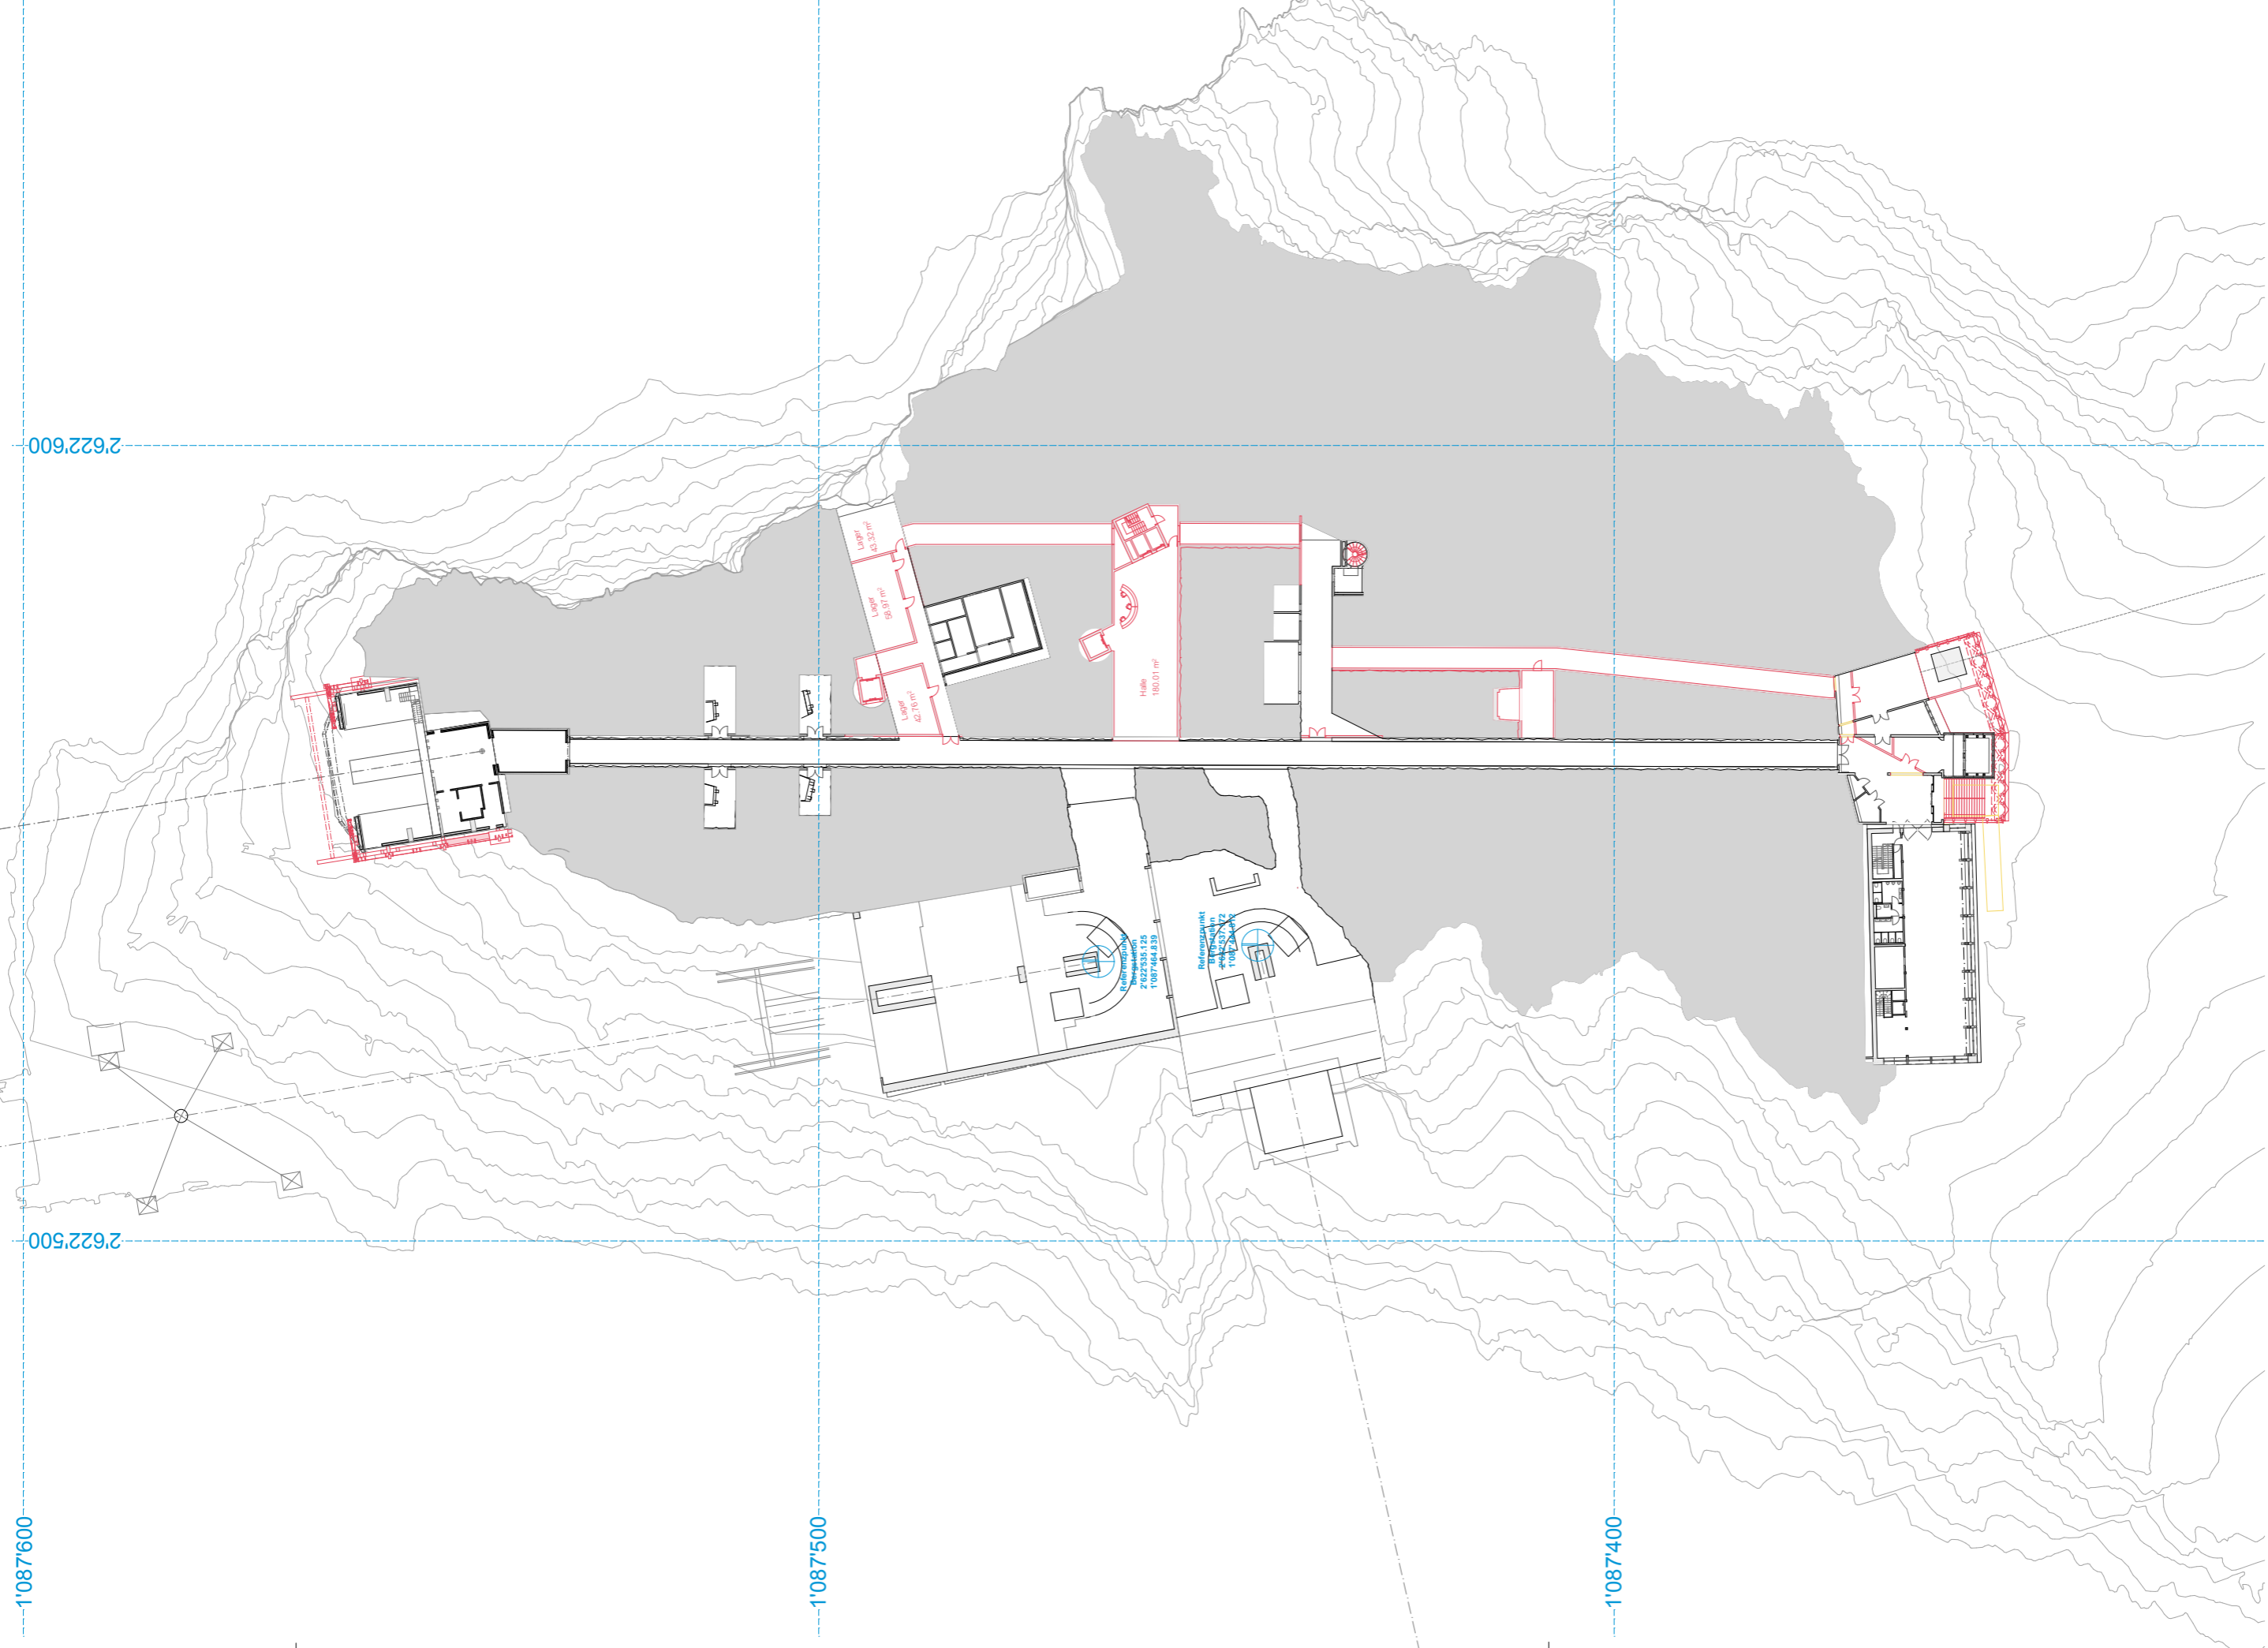 2'622'600
Lager
43.32 m²
Lager
58.97 m²
Lager
42.76 m²
Halle
180.01 m²
Referenzpunkt
Bergstation
2'622'535.125
1'087'464.839
Referenzpunkt
Bergstation
2'622'500
1'087'600
1'087'500
1'087'400